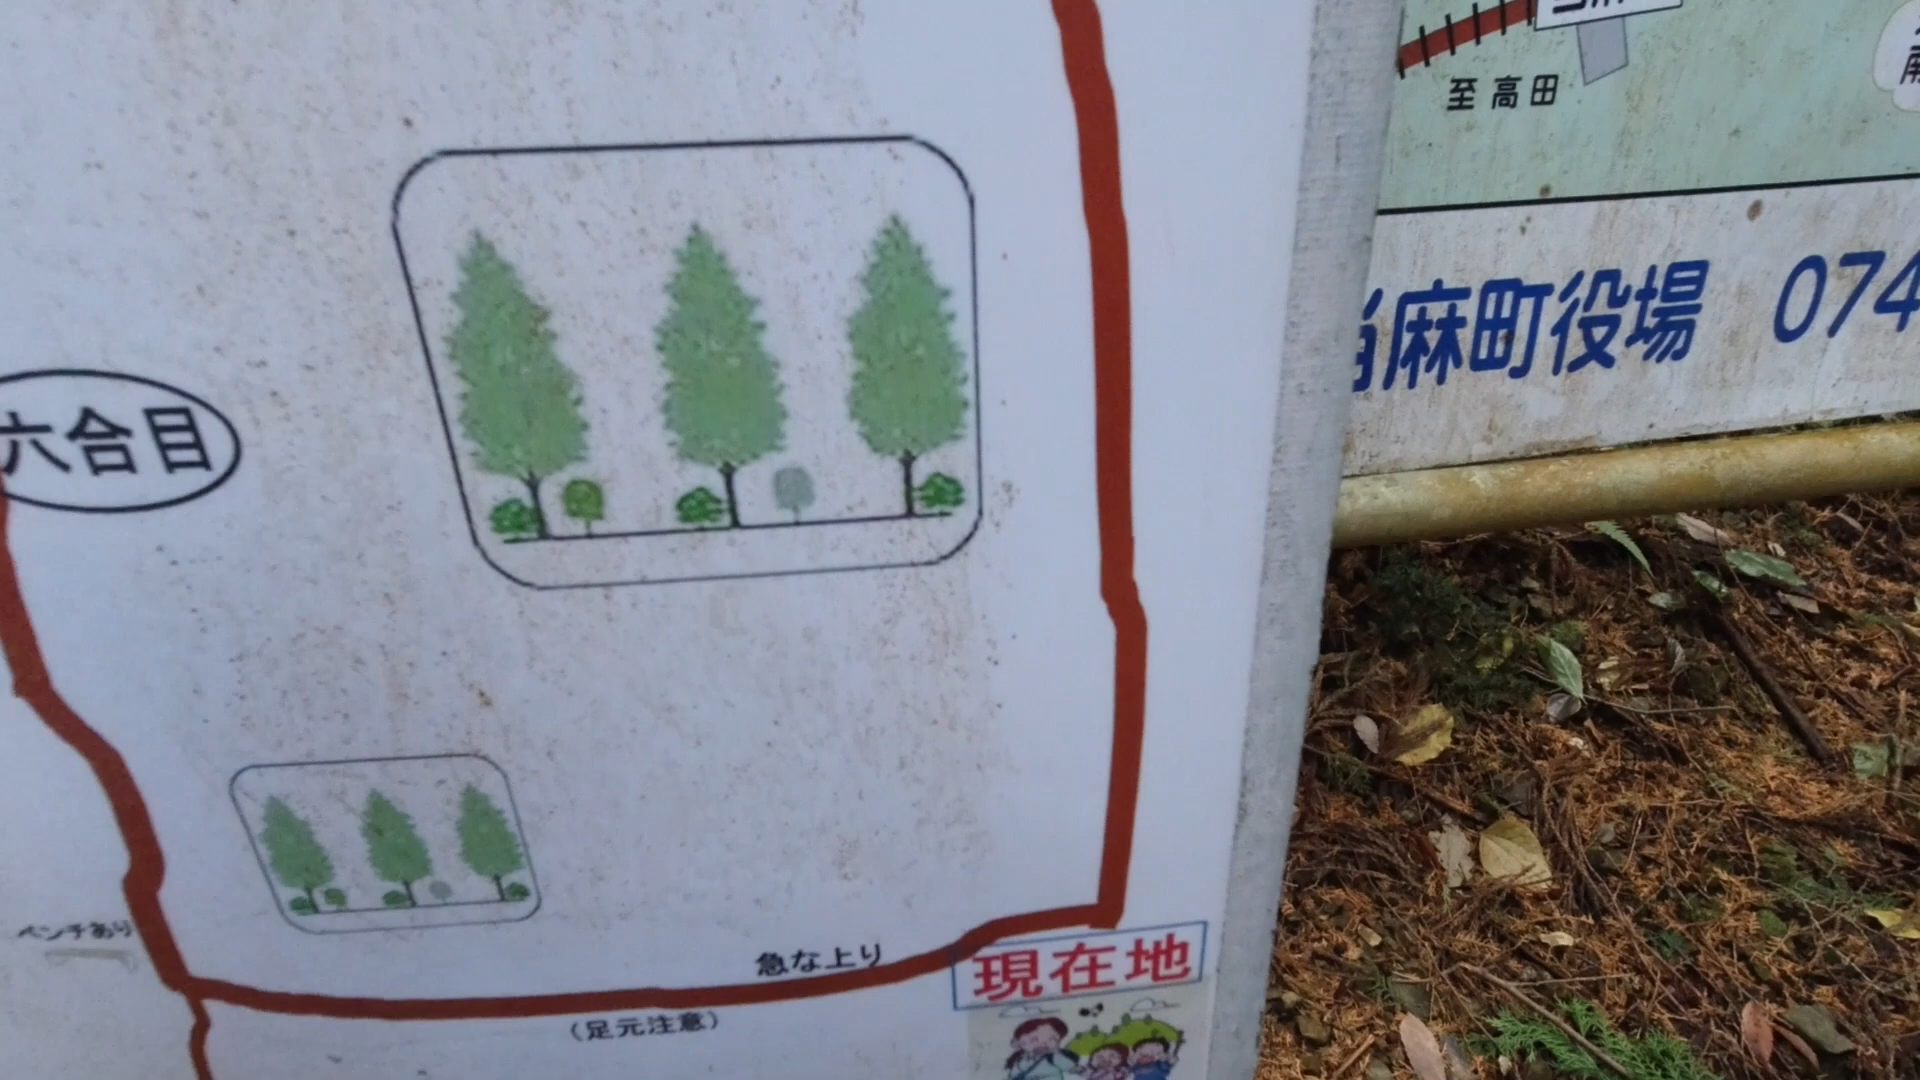 六合目
ベンチあり
急な上り
(足元注意)
現在地
至高田
当麻町役場 074